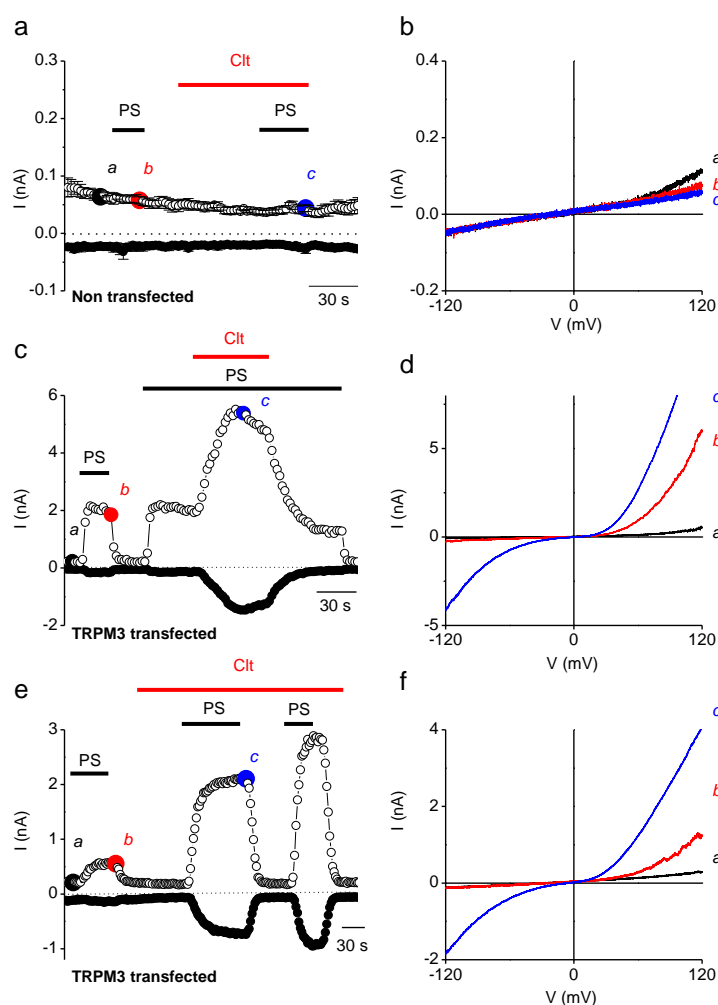 a
Clt
PS
PS
a
b
c
I (nA)
0.3
0.2
0.1
0.0
-0.1
Non transfected
30 s
b
I (nA)
0.4
0.2
0.0
-0.2
a
b
c
-120
0
120
V (mV)
c
Clt
PS
PS
a
b
c
I (nA)
6
4
2
0
-2
30 s
TRPM3 transfected
d
I (nA)
5
0
-5
c
b
a
-120
0
120
V (mV)
e
Clt
PS
PS
PS
a
b
c
I (nA)
3
2
1
0
-1
30 s
TRPM3 transfected
f
I (nA)
4
2
0
-2
c
b
a
-120
0
120
V (mV)